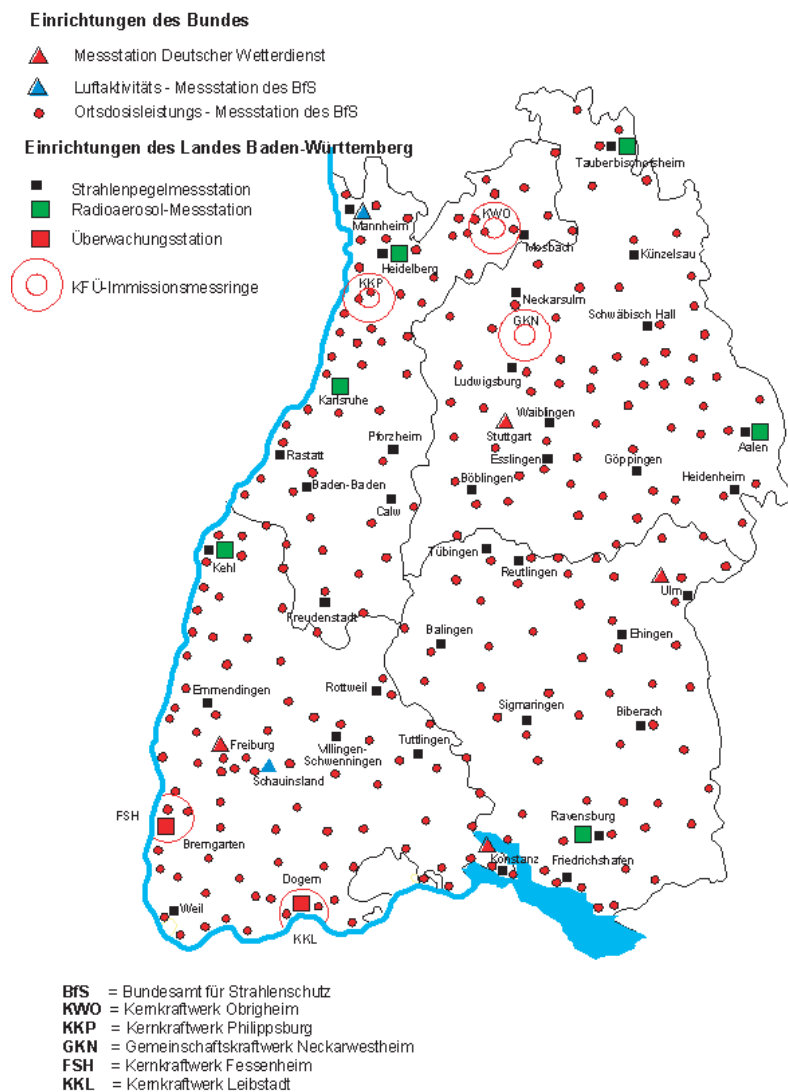 Einrichtungen des Bundes
Messstation Deutscher Wetterdienst
Luftaktivitäts - Messstation des BfS
Ortsdosisleistungs - Messstation des BfS
Einrichtungen des Landes Baden-Württemberg
Strahlenpegelmessstation
Radioaerosol-Messstation
Überwachungsstation
KFÜ-Immissionsmessringe
Tauberbischofsheim
Mannheim
KWO
Mosbach
Künzelsau
Heidelberg
KKP
Neckarsulm
GKN
Schwäbisch Hall
Ludwigsburg
Karlsruhe
Waiblingen
Stuttgart
Pforzheim
Rastatt
Esslingen
Göppingen
Aalen
Baden-Baden
Böblingen
Heidenheim
Calw
Kehl
Tübingen
Reutlingen
Ulm
Freudenstadt
Balingen
Ehingen
Emmendingen
Rottweil
Sigmaringen
Biberach
Freiburg
Villingen-
Schwenningen
Tuttlingen
Schauinsland
FSH
Bremgarten
Ravensburg
Konstanz
Friedrichshafen
Dogern
Weil
KKL
BfS = Bundesamt für Strahlenschutz
KWO = Kernkraftwerk Obrigheim
KKP = Kernkraftwerk Philippsburg
GKN = Gemeinschaftskraftwerk Neckarwestheim
FSH = Kernkraftwerk Fessenheim
KKL = Kernkraftwerk Leibstadt